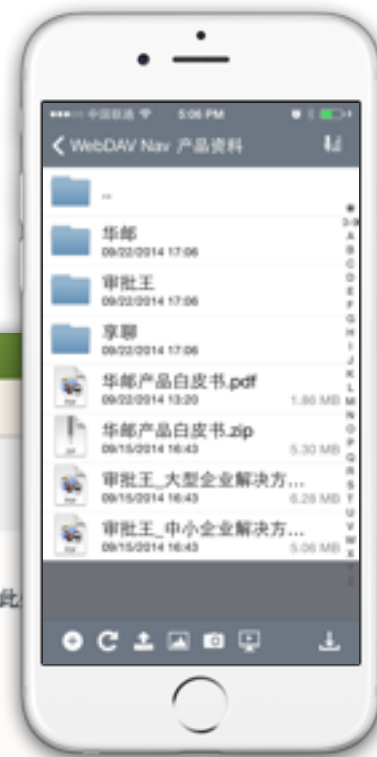 中国联通 5:06 PM
WebDAV Nav 产品资料
..
华邮
09/22/2014 17:06
审批王
09/22/2014 17:06
享聊
09/22/2014 17:06
华邮产品白皮书.pdf
09/22/2014 13:20 1.86 MB
华邮产品白皮书.zip
09/15/2014 16:43 5.30 MB
审批王_大型企业解决方...
09/15/2014 16:43 6.28 MB
审批王_中小企业解决方...
09/15/2014 16:43 5.06 MB
0-9
A
B
C
D
E
F
G
H
I
J
K
L
M
N
O
P
Q
R
S
T
U
V
W
X
Y
Z
此